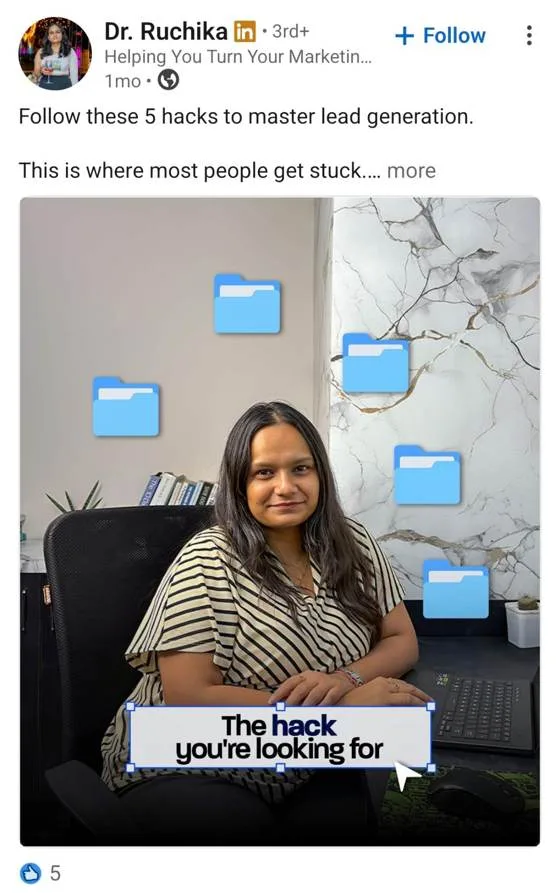 Dr. Ruchika in • 3rd+
+ Follow
Helping You Turn Your Marketin...
1mo •
Follow these 5 hacks to master lead generation.
This is where most people get stuck.... more
The hack
you're looking for
5